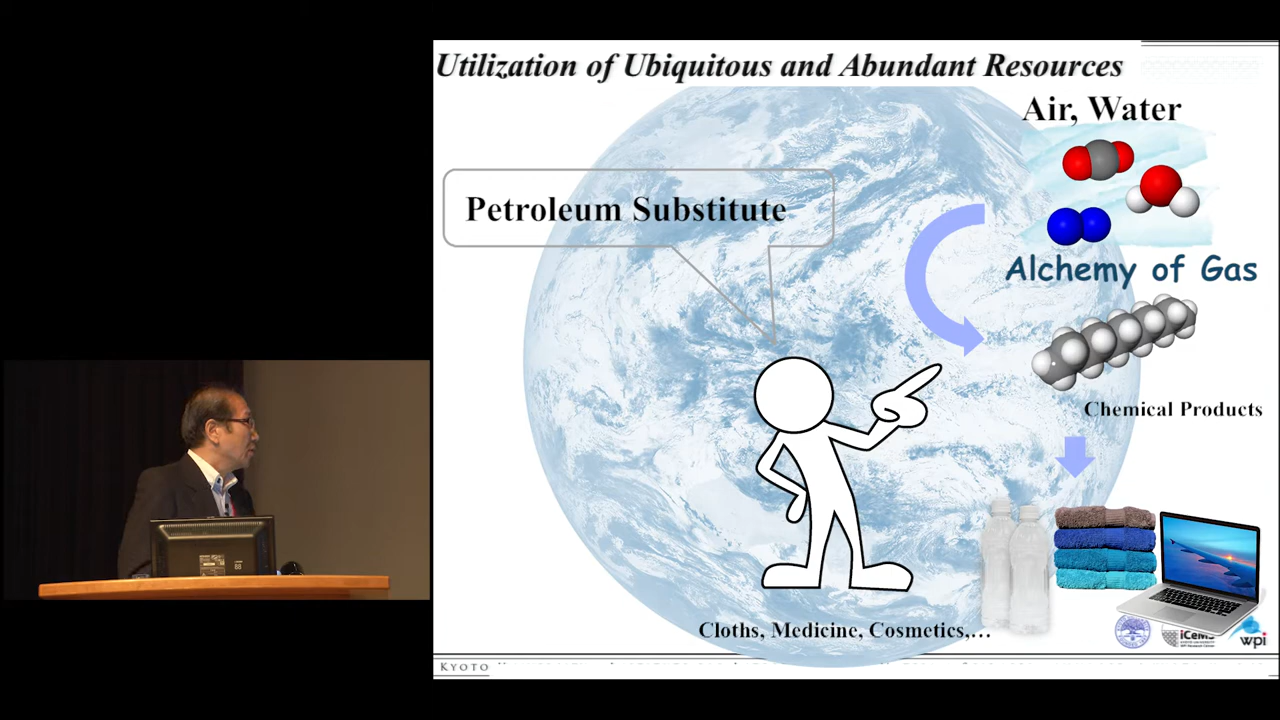 Utilization of Ubiquitous and Abundant Resources
Air, Water
Petroleum Substitute
Alchemy of Gas
Chemical Products
Cloths, Medicine, Cosmetics,...
iCeMS
wpi
KYOTO